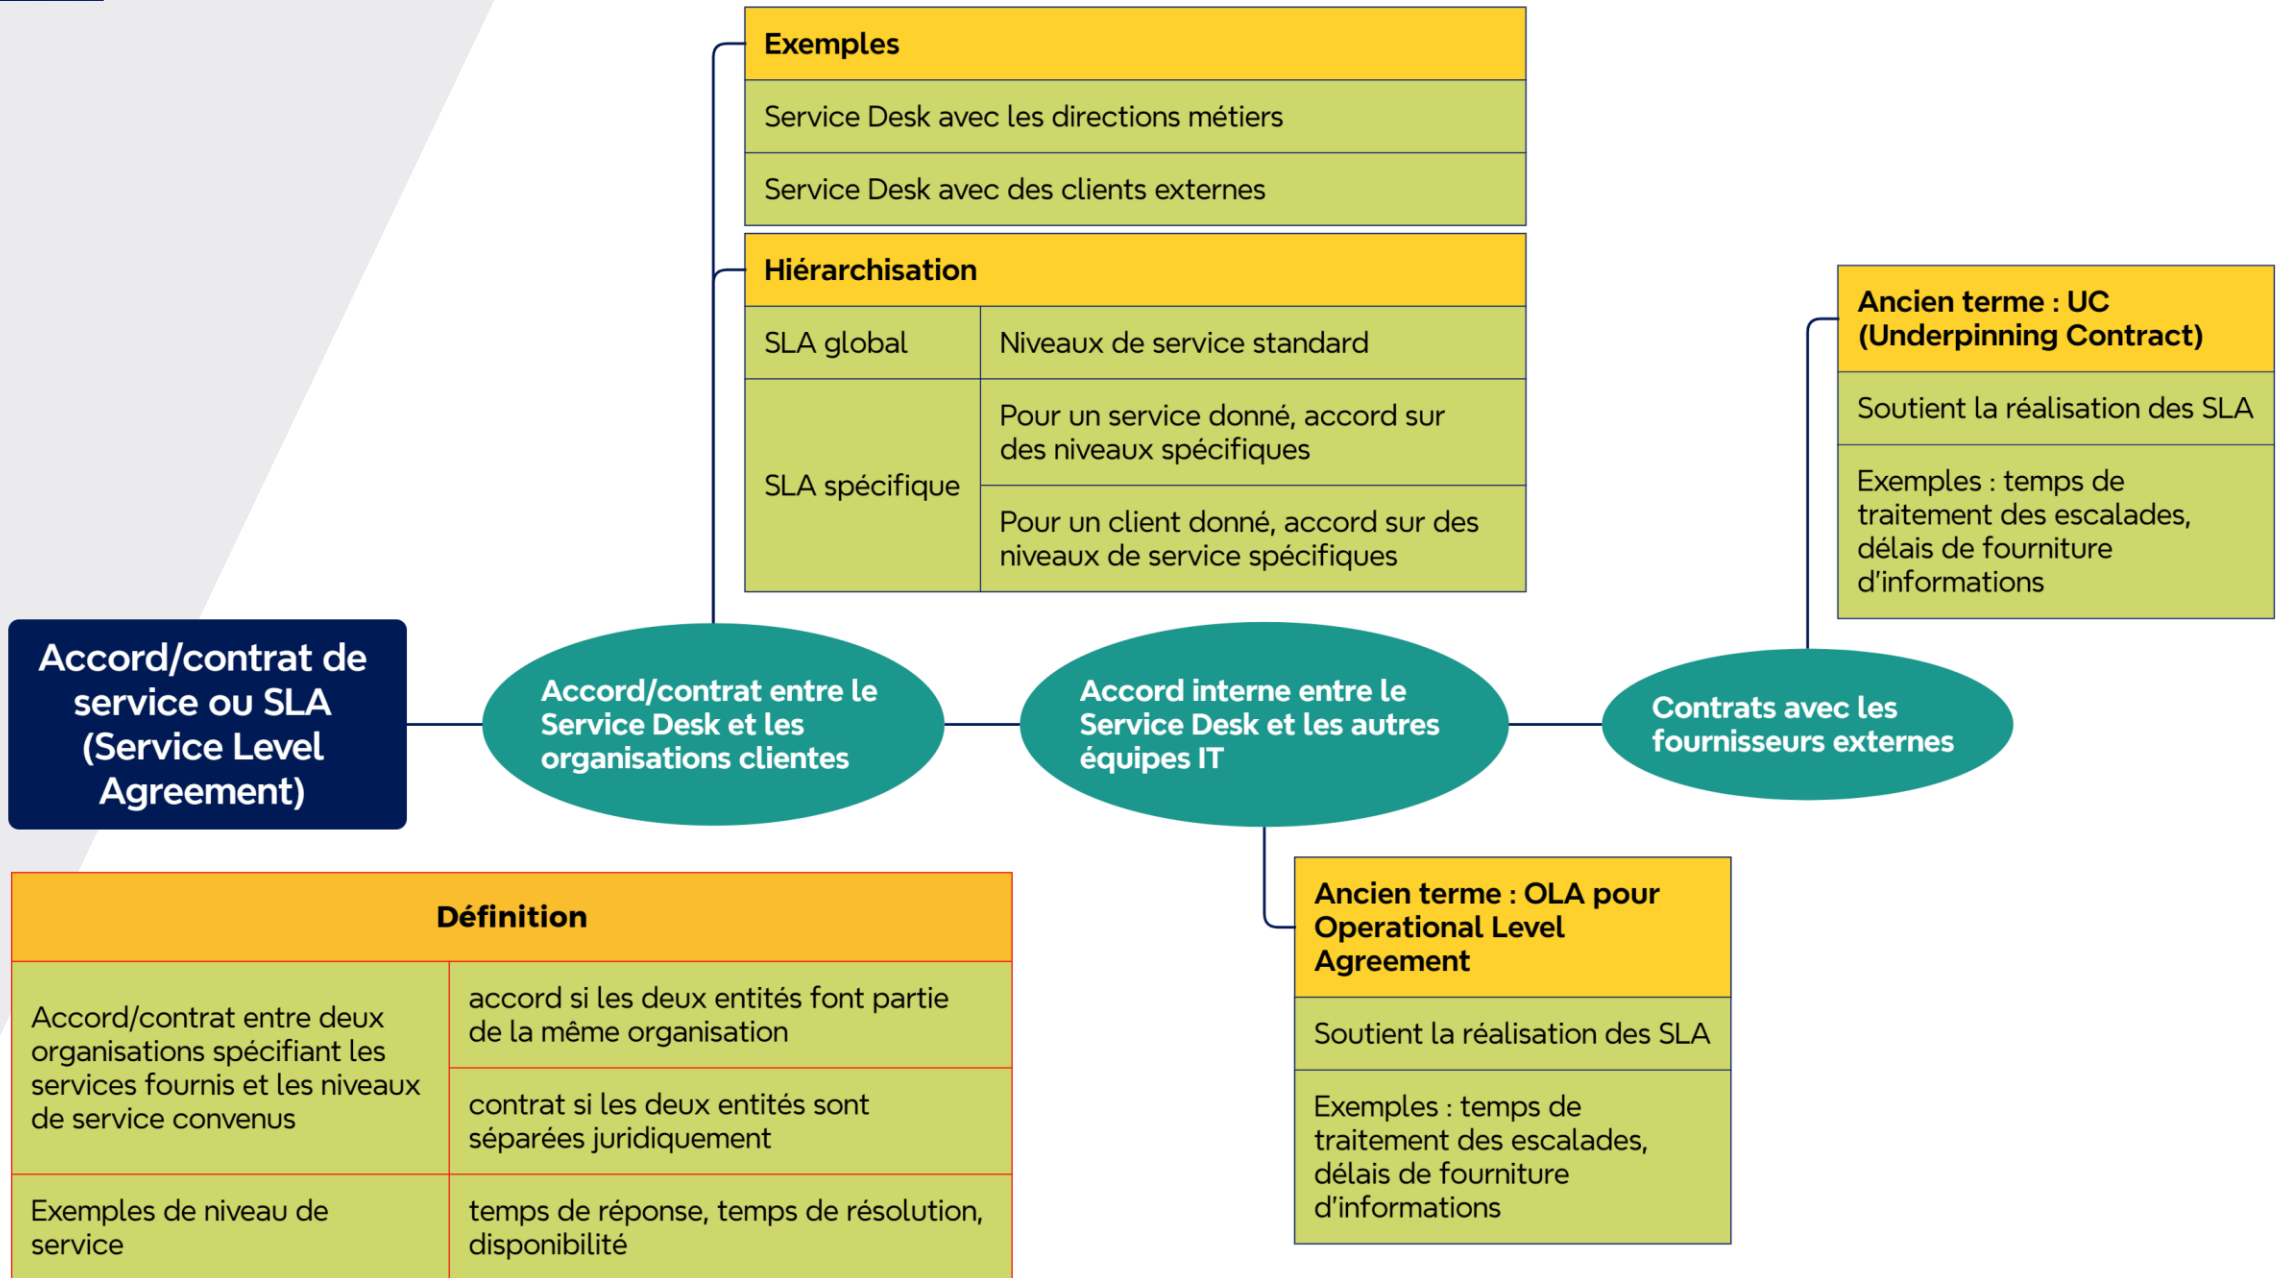 Exemples
Service Desk avec les directions métiers
Service Desk avec des clients externes
Hiérarchisation
SLA global
Niveaux de service standard
SLA spécifique
Pour un service donné, accord sur
des niveaux spécifiques
Pour un client donné, accord sur des
niveaux de service spécifiques
Ancien terme : UC
(Underpinning Contract)
Soutient la réalisation des SLA
Exemples : temps de
traitement des escalades,
délais de fourniture
d'informations
Accord/contrat de
service ou SLA
(Service Level
Agreement)
Accord/contrat entre le
Service Desk et les
organisations clientes
Accord interne entre le
Service Desk et les autres
équipes IT
Contrats avec les
fournisseurs externes
Définition
Accord/contrat entre deux
organisations spécifiant les
services fournis et les niveaux
de service convenus
accord si les deux entités font partie
de la même organisation
contrat si les deux entités sont
séparées juridiquement
Exemples de niveau de
service
temps de réponse, temps de résolution,
disponibilité
Ancien terme : OLA pour
Operational Level
Agreement
Soutient la réalisation des SLA
Exemples : temps de
traitement des escalades,
délais de fourniture
d'informations